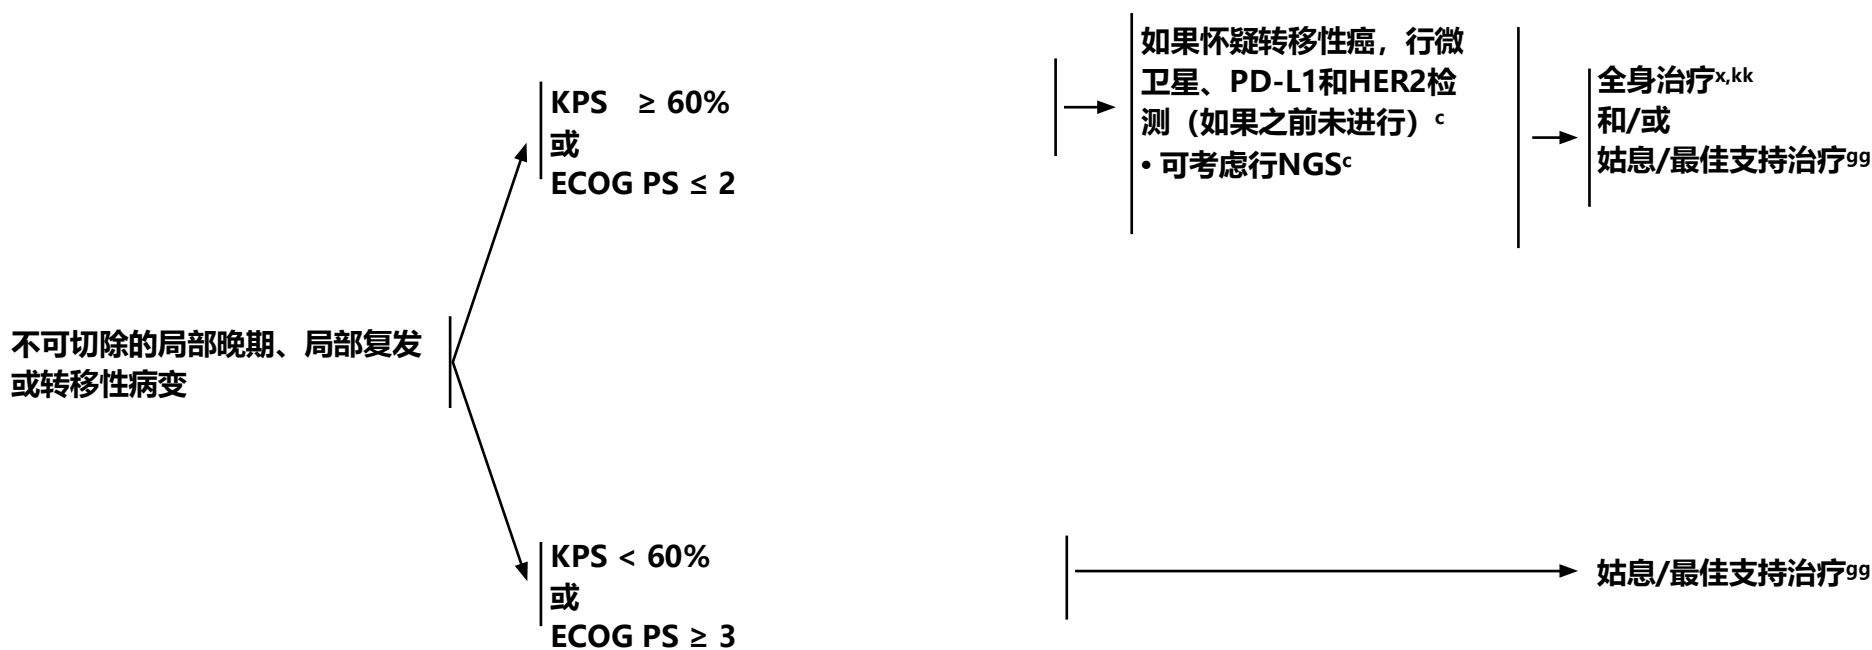 不可切除的局部晚期、局部复发
或转移性病变
KPS ≥ 60%
或
ECOG PS ≤ 2
如果怀疑转移性癌，行微
卫星、PD-L1和HER2检
测（如果之前未进行）c
• 可考虑行NGSc
全身治疗x,kk
和/或
姑息/最佳支持治疗gg
KPS < 60%
或
ECOG PS ≥ 3
姑息/最佳支持治疗gg